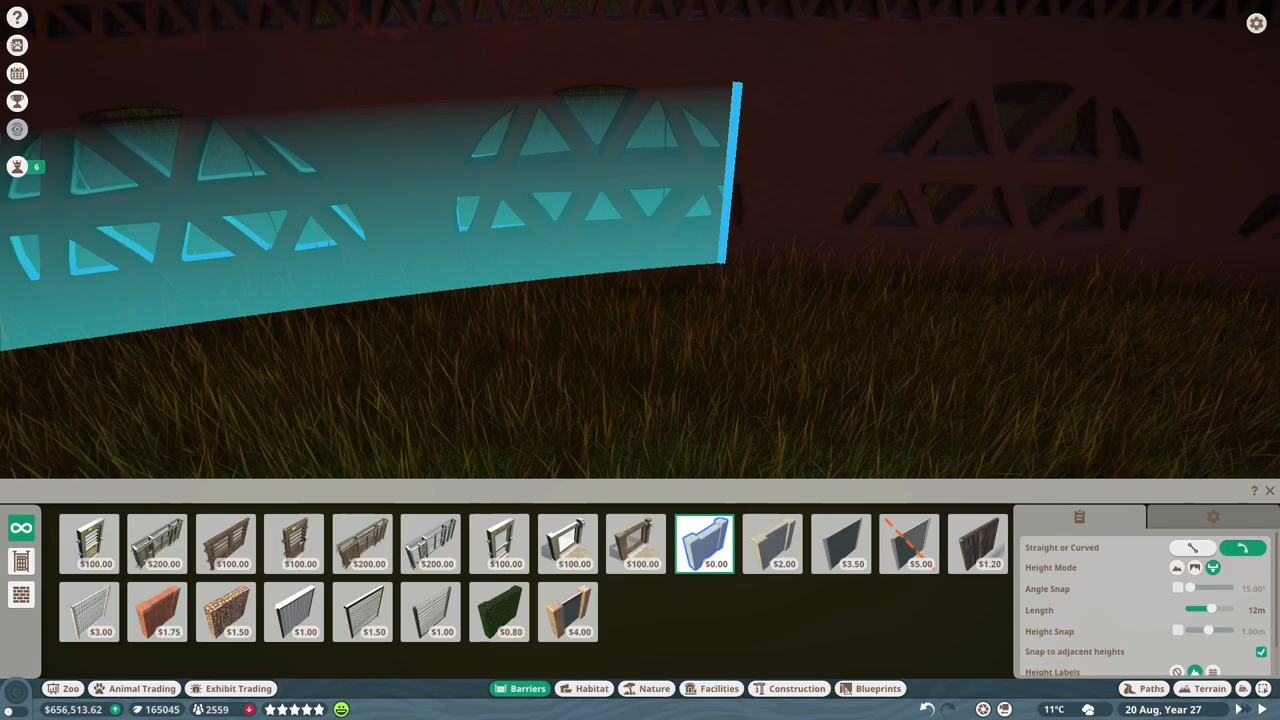 ?
6
? ×
$100.00 $200.00 $100.00 $100.00 $200.00 $200.00 $100.00 $100.00 $100.00 $0.00 $2.00 $3.50 $5.00 $1.20
$3.00 $1.75 $1.50 $1.00 $1.50 $1.00 $0.80 $4.00
Straight or Curved
Height Mode
Angle Snap 15.00°
Length 12m
Height Snap 1.00m
Snap to adjacent heights
Height Labels
Zoo Animal Trading Exhibit Trading Barriers Habitat Nature Facilities Construction Blueprints Paths Terrain
$656,513.62 165045 2559 11°C 20 Aug, Year 27